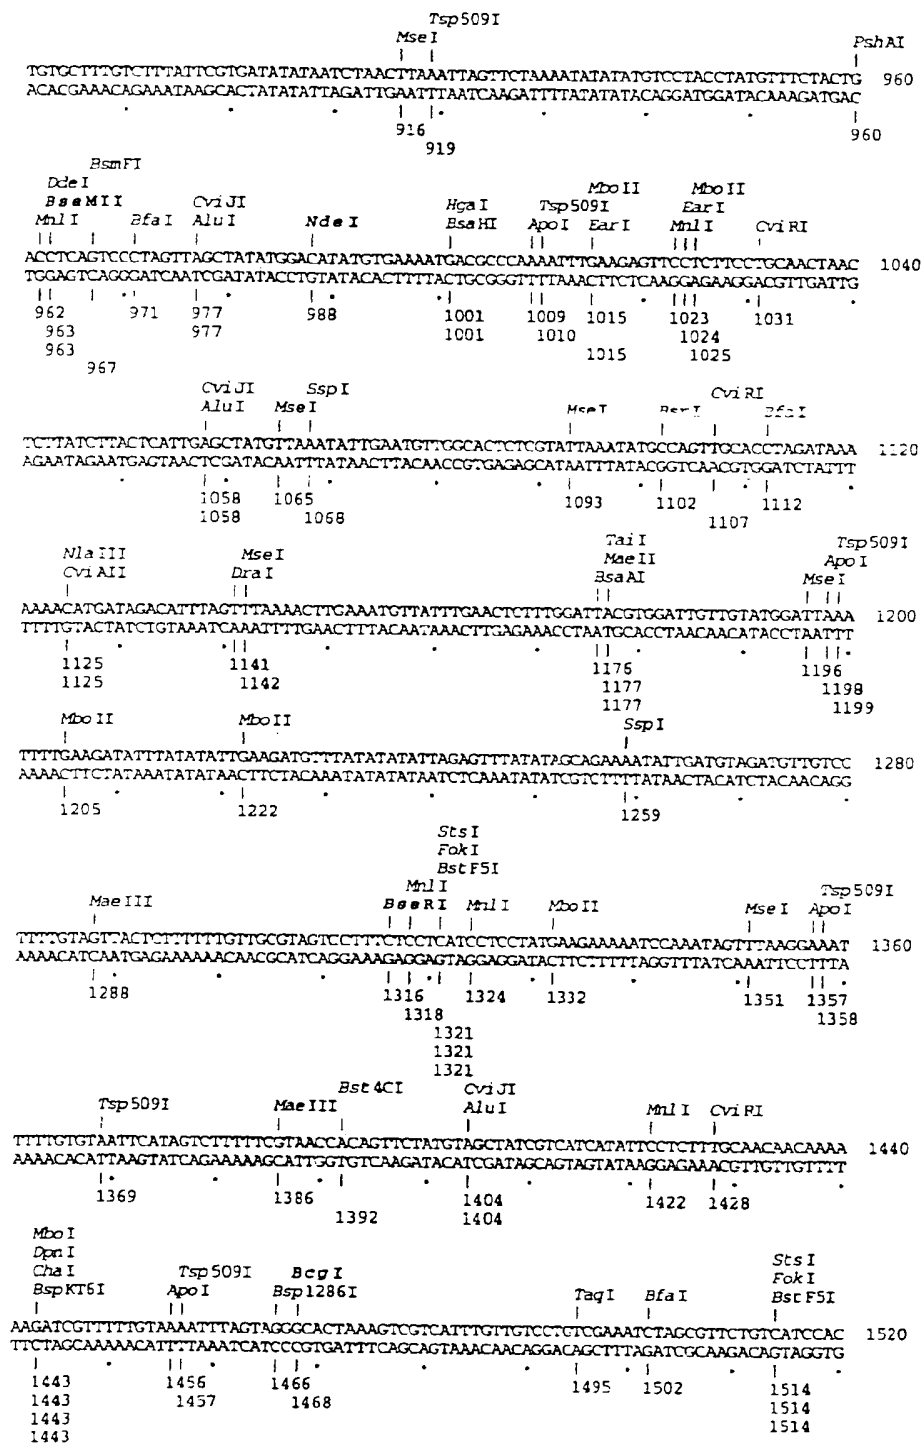 Tsp509I
MseI PshAI
TGTGCTTTGTCTTTATTCGTGATATATAATCTAACTTAAATTAGTTCTAAAATATATATGTCCTACCTATGTTTCTACTG 960
ACACGAAACAGAAATAAGCACTATATATTAGATTGAATTTAATCAAGATTTTATATATACAGGATGGATACAAAGATGAC
916 960
919
BsmFI
DdeI MboII MboII
BseMII CviJI HgaI Tsp509I EarI
MnlI BfaI AluI NdeI BsaHI ApoI EarI MnlI CviRI
ACCTCAGTCCCTAGTTAGCTATATGGACATATGTGAAAATGACGCCCAAAATTTGAAGAGTTCCTCTTCCTGCAACTAAC 1040
TGGAGTCAGGGATCAATCGATATACCTGTATACACTTTTACTGCGGGTTTTAAACTTCTCAAGGAGAAGGACGTTGATTG
962 971 977 988 1001 1009 1015 1023 1031
963 977 1001 1010 1024
963 1015 1025
967
CviJI SspI CviRI
AluI MseI MseI BsrI BfaI
TCTTATCTTACTCATTGAGCTATGTTAAATATTGAATGTTGGCACTCTCGTATTAAATATGCCAGTTGCACCTAGATAAA 1120
AGAATAGAATGAGTAACTCGATACAATTTATAACTTACAACCGTGAGAGCATAATTTATACGGTCAACGTGGATCTATTT
1058 1065 1093 1102 1112
1058 1068 1107
TaiI Tsp509I
NlaIII MseI MaeII ApoI
CviAII DraI BsaAI MseI
AAAACATGATAGACATTTAGTTTAAAACTTGAAATGTTATTTGAACTCTTTGGATTACGTGGATTGTTGTATGGATTAAA 1200
TTTTGTACTATCTGTAAATCAAATTTTGAACTTTACAATAAACTTGAGAAACCTAATGCACCTAACAACATACCTAATTT
1125 1141 1176 1196
1125 1142 1177 1198
1177 1199
MboII MboII SspI
TTTTGAAGATATTTATATATTGAAGATGTTTATATATATTAGAGTTTATATAGCAGAAAATATTGATGTAGATGTTGTCC 1280
AAAACTTCTATAAATATATAACTTCTACAAATATATATAATCTCAAATATATCGTCTTTTATAACTACATCTACAACAGG
1205 1222 1259
StsI
FokI
BstF5I
MnlI Tsp509I
MaeIII BseRI MnlI MboII MseI ApoI
TTTTGTAGTTACTCTTTTTTGTTGCGTAGTCCTTTCTCCTCATCCTCCTATGAAGAAAAATCCAAATAGTTTAAGGAAAT 1360
AAAACATCAATGAGAAAAAACAACGCATCAGGAAAGAGGAGTAGGAGGATACTTCTTTTTAGGTTTATCAAATTCCTTTA
1288 1316 1324 1332 1351 1357
1318 1358
1321
1321
1321
Bst4CI CviJI
Tsp509I MaeIII AluI MnlI CviRI
TTTTGTGTAATTCATAGTCTTTTTCGTAACCACAGTTCTATGTAGCTATCGTCATCATATTCCTCTTTGCAACAACAAAA 1440
AAAACACATTAAGTATCAGAAAAAGCATTGGTGTCAAGATACATCGATAGCAGTAGTATAAGGAGAAACGTTGTTGTTTT
1369 1386 1404 1422 1428
1392 1404
MboI
DpnI StsI
ChaI Tsp509I BcgI FokI
BspKT6I ApoI Bsp1286I TaqI BfaI BstF5I
AAGATCGTTTTTGTAAAATTTAGTAGGGCACTAAAGTCGTCATTTGTTGTCCTGTCGAAATCTAGCGTTCTGTCATCCAC 1520
TTCTAGCAAAAACATTTTAAATCATCCCGTGATTTCAGCAGTAAACAACAGGACAGCTTTAGATCGCAAGACAGTAGGTG
1443 1456 1466 1495 1502 1514
1443 1457 1468 1514
1443 1514
1443